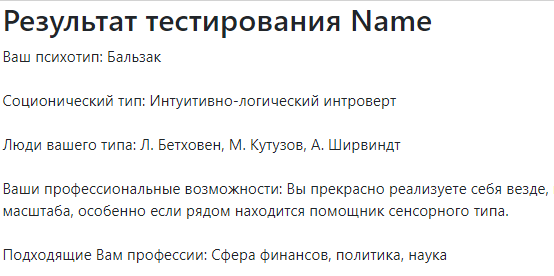 Результат тестирования Name
Ваш психотип: Бальзак
Соционический тип: Интуитивно-логический интроверт
Люди вашего типа: Л. Бетховен, М. Кутузов, А. Ширвиндт
Ваши профессиональные возможности: Вы прекрасно реализуете себя везде,
масштаба, особенно если рядом находится помощник сенсорного типа.
Подходящие Вам профессии: Сфера финансов, политика, наука